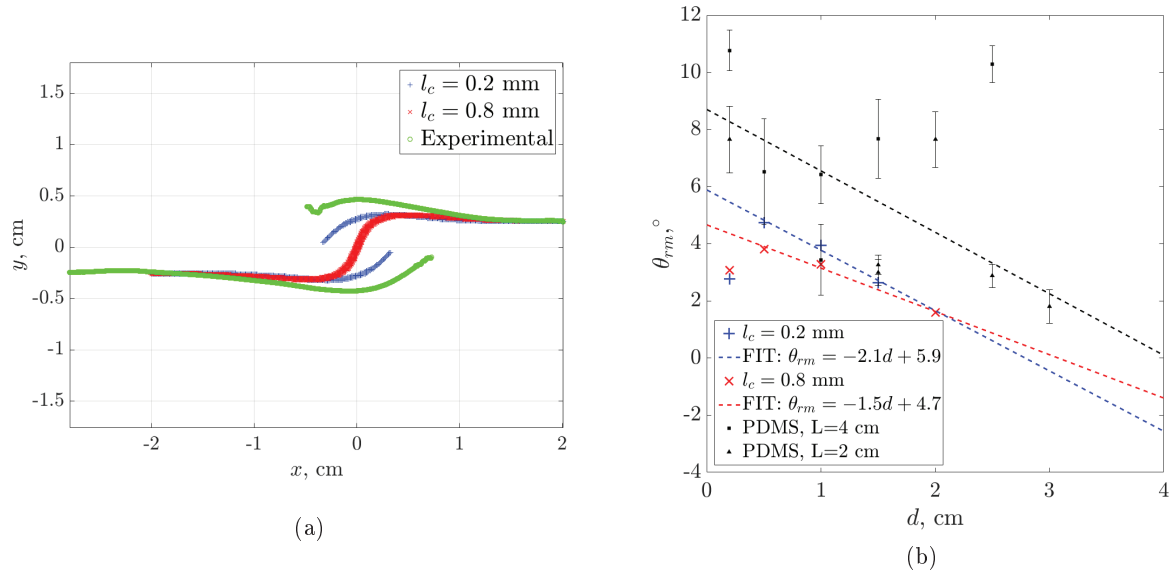 l_c = 0.2 mm
l_c = 0.8 mm
Experimental
1.5
1
0.5
0
-0.5
-1
-1.5
y, cm
-2
-1
0
1
2
x, cm
(a)
12
10
8
6
4
2
0
-2
-4
θ_rm,°
l_c = 0.2 mm
FIT: θ_rm = −2.1d + 5.9
l_c = 0.8 mm
FIT: θ_rm = −1.5d + 4.7
PDMS, L=4 cm
PDMS, L=2 cm
0
1
2
3
4
d, cm
(b)